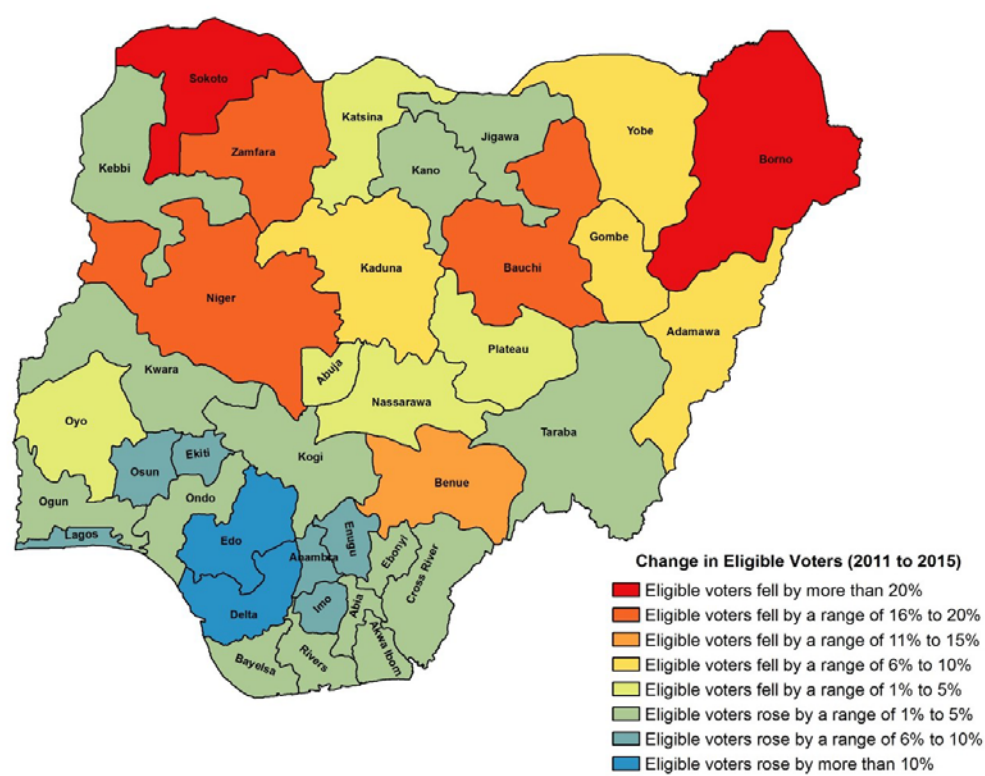 Sokoto
Katsina
Jigawa
Yobe
Borno
Zamfara
Kebbi
Kano
Gombe
Kaduna
Bauchi
Niger
Adamawa
Plateau
Abuja
Kwara
Nassarawa
Oyo
Taraba
Kogi
Ekiti
Osun
Benue
Ondo
Ogun
Lagos
Edo
Enugu
Anambra
Ebonyi
Cross River
Imo
Abia
Delta
Akwa Ibom
Rivers
Bayelsa
Change in Eligible Voters (2011 to 2015)
Eligible voters fell by more than 20%
Eligible voters fell by a range of 16% to 20%
Eligible voters fell by a range of 11% to 15%
Eligible voters fell by a range of 6% to 10%
Eligible voters fell by a range of 1% to 5%
Eligible voters rose by a range of 1% to 5%
Eligible voters rose by a range of 6% to 10%
Eligible voters rose by more than 10%